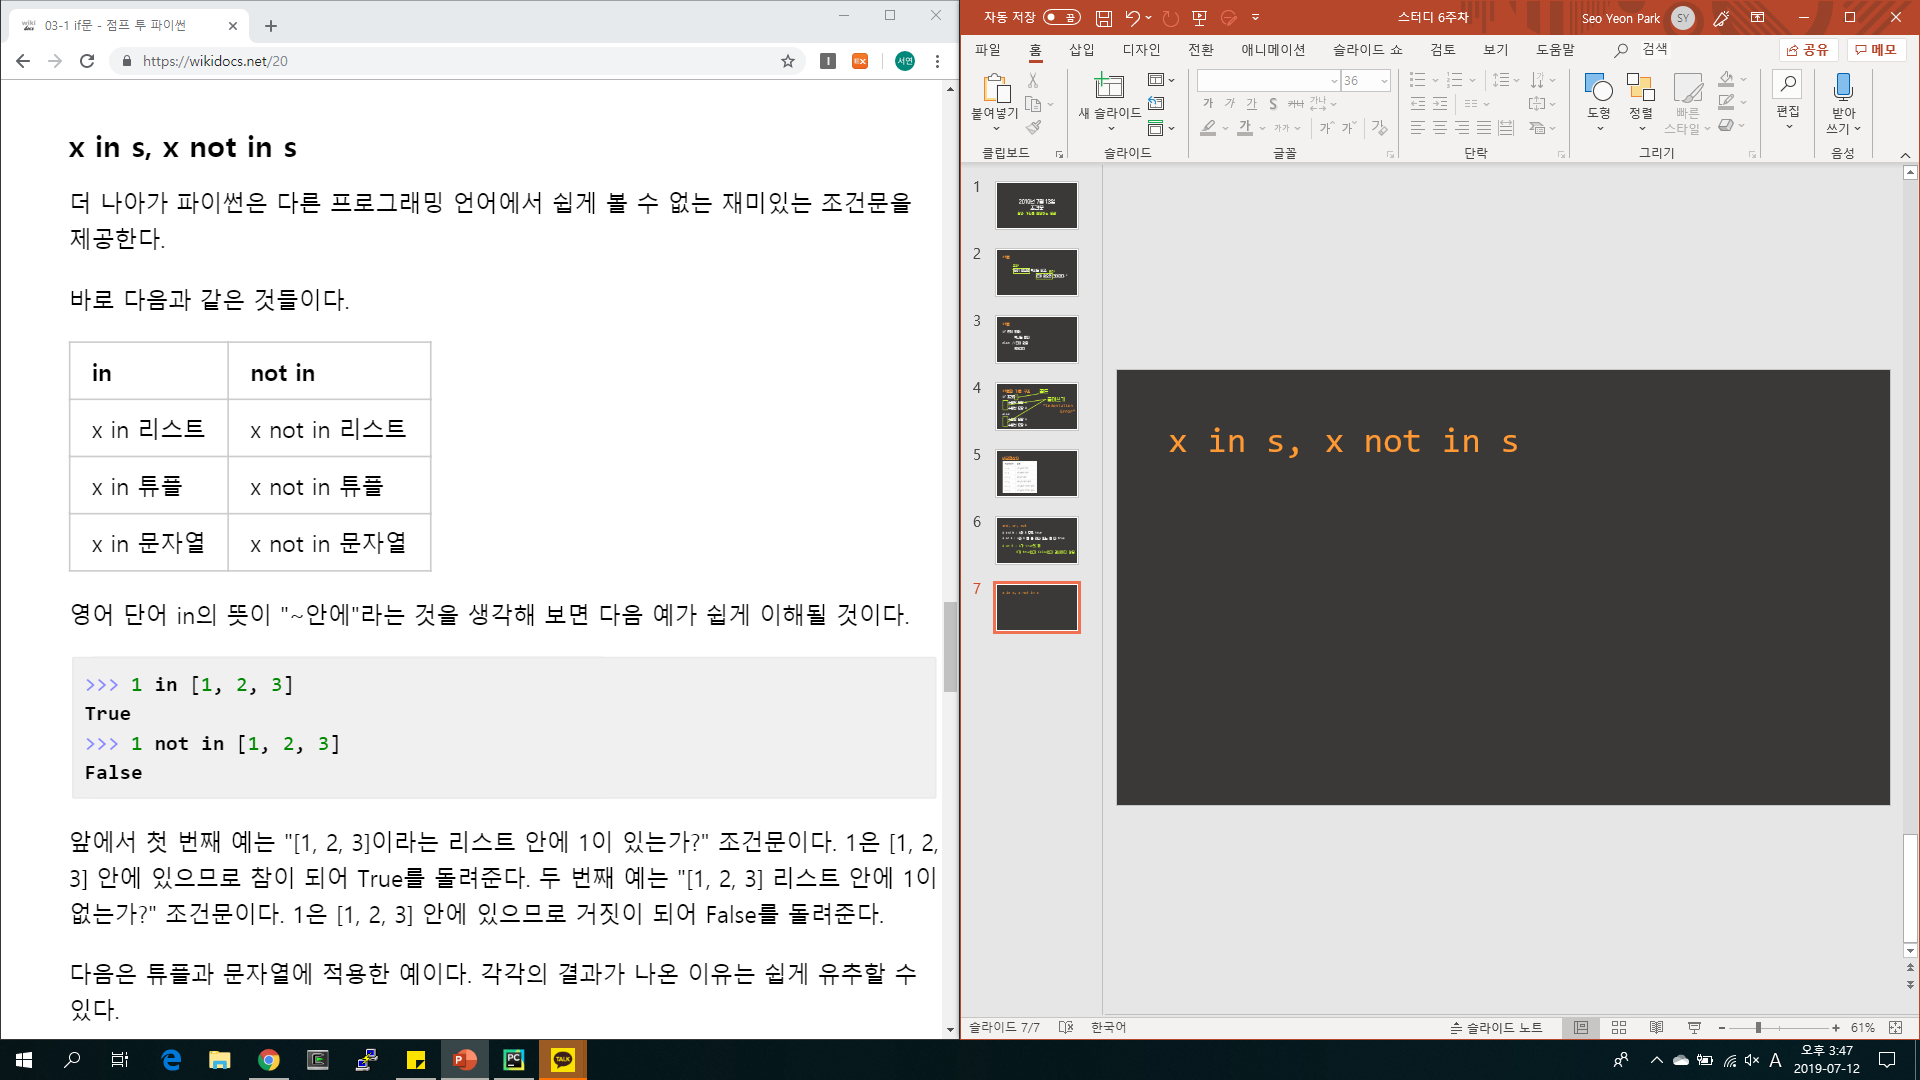 03-1 if문 - 점프 투 파이썬
https://wikidocs.net/20
x in s, x not in s
더 나아가 파이썬은 다른 프로그래밍 언어에서 쉽게 볼 수 없는 재미있는 조건문을
제공한다.
바로 다음과 같은 것들이다.
in not in
x in 리스트 x not in 리스트
x in 튜플 x not in 튜플
x in 문자열 x not in 문자열
영어 단어 in의 뜻이 "~안에"라는 것을 생각해 보면 다음 예가 쉽게 이해될 것이다.
>>> 1 in [1, 2, 3]
True
>>> 1 not in [1, 2, 3]
False
앞에서 첫 번째 예는 "[1, 2, 3]이라는 리스트 안에 1이 있는가?" 조건문이다. 1은 [1, 2,
3] 안에 있으므로 참이 되어 True를 돌려준다. 두 번째 예는 "[1, 2, 3] 리스트 안에 1이
없는가?" 조건문이다. 1은 [1, 2, 3] 안에 있으므로 거짓이 되어 False를 돌려준다.
다음은 튜플과 문자열에 적용한 예이다. 각각의 결과가 나온 이유는 쉽게 유추할 수
있다.
자동 저장 끔 스터디 6주차 Seo Yeon Park SY
파일 홈 삽입 디자인 전환 애니메이션 슬라이드 쇼 검토 보기 도움말 검색 공유 메모
36
붙여넣기 새 슬라이드 도형 정렬 빠른 스타일 편집 받아쓰기
클립보드 슬라이드 글꼴 단락 그리기 음성
1
2
3
4
5
6
7
x in s, x not in s
슬라이드 7/7 한국어 슬라이드 노트 61%
TALK
A 오후 3:47
2019-07-12